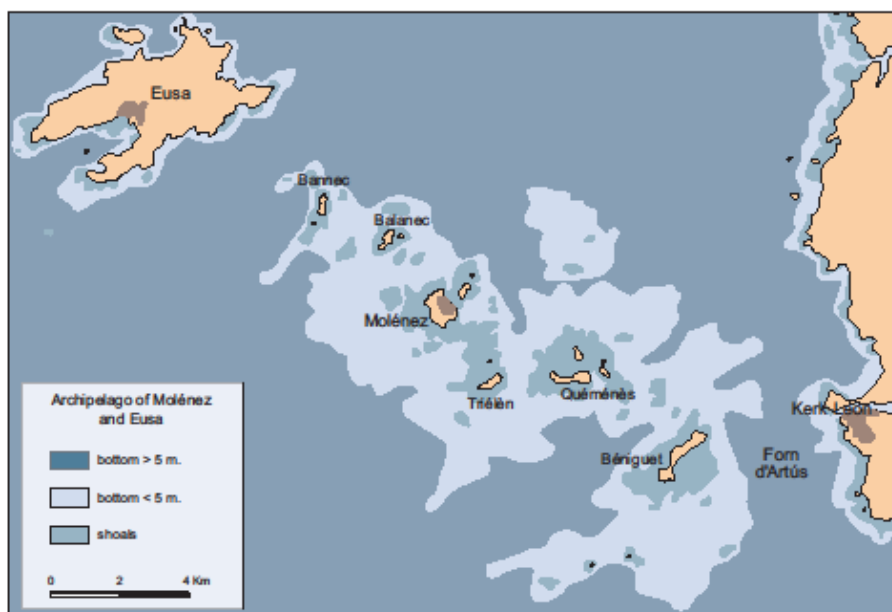 Eusa
Bannec
Balanec
Molénez
Triélèn
Quéménès
Kerk Leon
Béniguet
Forn
d'Artús
Archipelago of Molénez
and Eusa
bottom > 5 m.
bottom < 5 m.
shoals
0 2 4 Km